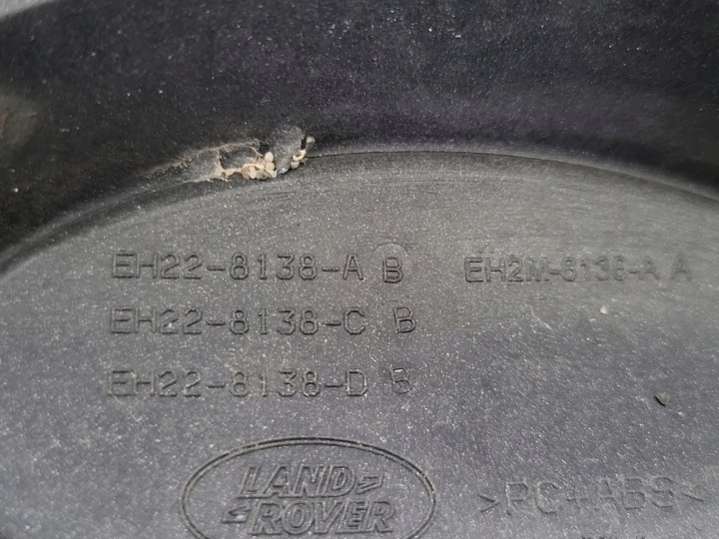 EH22-8138-A B EH2M-8138-A A
EH22-8138-C B
EH22-8138-D B
LAND
ROVER
>PC+ABS<